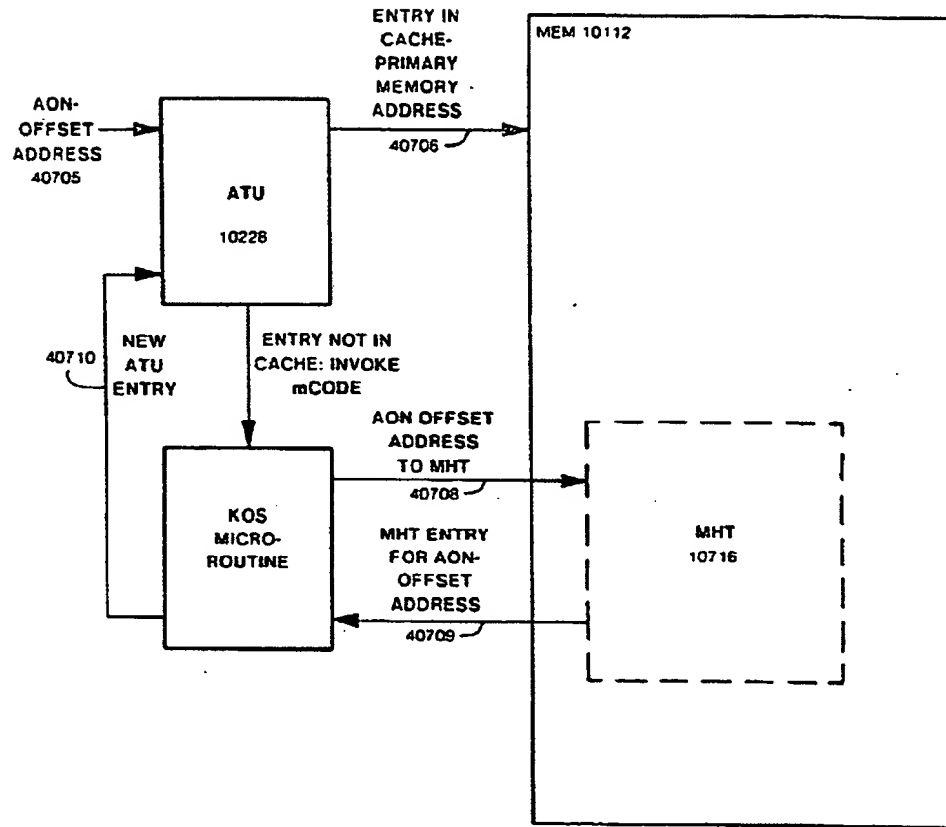 ENTRY IN
CACHE-
PRIMARY
MEMORY
ADDRESS
40706
MEM 10112
AON-
OFFSET
ADDRESS
40705
ATU
10228
40710
NEW
ATU
ENTRY
ENTRY NOT IN
CACHE: INVOKE
mCODE
AON OFFSET
ADDRESS
TO MHT
40708
KOS
MICRO-
ROUTINE
MHT ENTRY
FOR AON-
OFFSET
ADDRESS
40709
MHT
10716